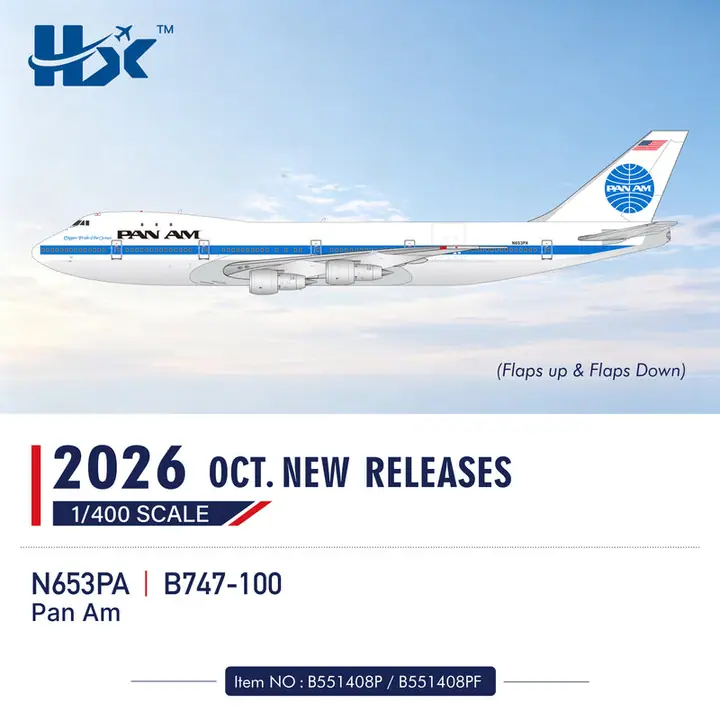 HX ™
PAN AM
PAN AM
N653PA
(Flaps up & Flaps Down)
2026 OCT. NEW RELEASES
1/400 SCALE
N653PA | B747-100
Pan Am
Item NO : B551408P / B551408PF